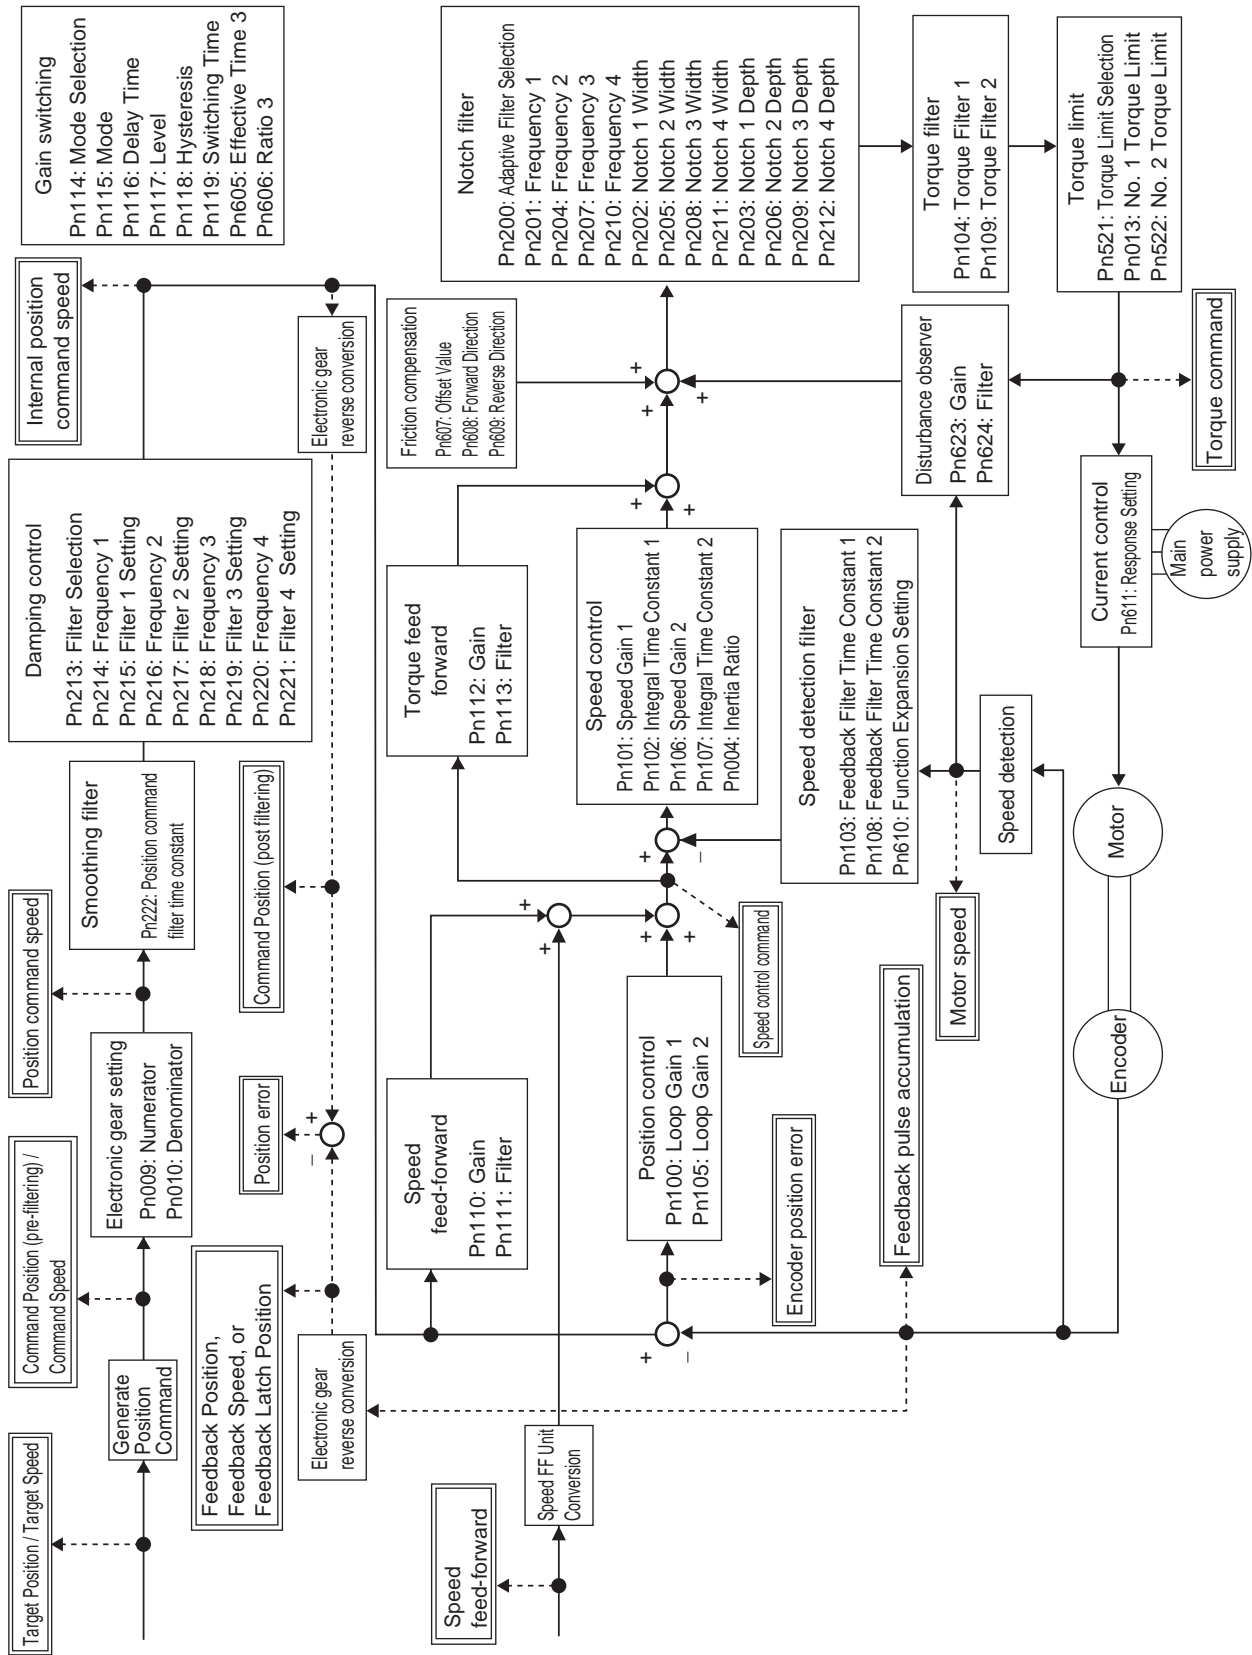 Target Position / Target Speed
Command Position (pre-filtering) /
Command Speed
Position command speed
Internal position
command speed
Generate
Position
Command
Electronic gear setting
Pn009: Numerator
Pn010: Denominator
Smoothing filter
Pn222: Position command
filter time constant
Damping control
Pn213: Filter Selection
Pn214: Frequency 1
Pn215: Filter 1 Setting
Pn216: Frequency 2
Pn217: Filter 2 Setting
Pn218: Frequency 3
Pn219: Filter 3 Setting
Pn220: Frequency 4
Pn221: Filter 4 Setting
Gain switching
Pn114: Mode Selection
Pn115: Mode
Pn116: Delay Time
Pn117: Level
Pn118: Hysteresis
Pn119: Switching Time
Pn605: Effective Time 3
Pn606: Ratio 3
Feedback Position,
Feedback Speed, or
Feedback Latch Position
Position error
Command Position (post filtering)
Electronic gear
reverse conversion
−
+
Electronic gear
reverse conversion
Speed
feed-forward
Speed FF Unit
Conversion
Speed
feed-forward
Pn110: Gain
Pn111: Filter
+
+
Torque feed
forward
Pn112: Gain
Pn113: Filter
Friction compensation
Pn607: Offset Value
Pn608: Forward Direction
Pn609: Reverse Direction
Notch filter
Pn200: Adaptive Filter Selection
Pn201: Frequency 1
Pn204: Frequency 2
Pn207: Frequency 3
Pn210: Frequency 4
Pn202: Notch 1 Width
Pn205: Notch 2 Width
Pn208: Notch 3 Width
Pn211: Notch 4 Width
Pn203: Notch 1 Depth
Pn206: Notch 2 Depth
Pn209: Notch 3 Depth
Pn212: Notch 4 Depth
+
−
Position control
Pn100: Loop Gain 1
Pn105: Loop Gain 2
+
+
+
−
Speed control
Pn101: Speed Gain 1
Pn102: Integral Time Constant 1
Pn106: Speed Gain 2
Pn107: Integral Time Constant 2
Pn004: Inertia Ratio
+
+
+
+
+
Encoder position error
Speed control command
Speed detection filter
Pn103: Feedback Filter Time Constant 1
Pn108: Feedback Filter Time Constant 2
Pn610: Function Expansion Setting
Disturbance observer
Pn623: Gain
Pn624: Filter
Torque filter
Pn104: Torque Filter 1
Pn109: Torque Filter 2
Feedback pulse accumulation
Motor speed
Speed detection
Torque limit
Pn521: Torque Limit Selection
Pn013: No. 1 Torque Limit
Pn522: No. 2 Torque Limit
Encoder
Motor
Current control
Pn611: Response Setting
Main
power
supply
Torque command